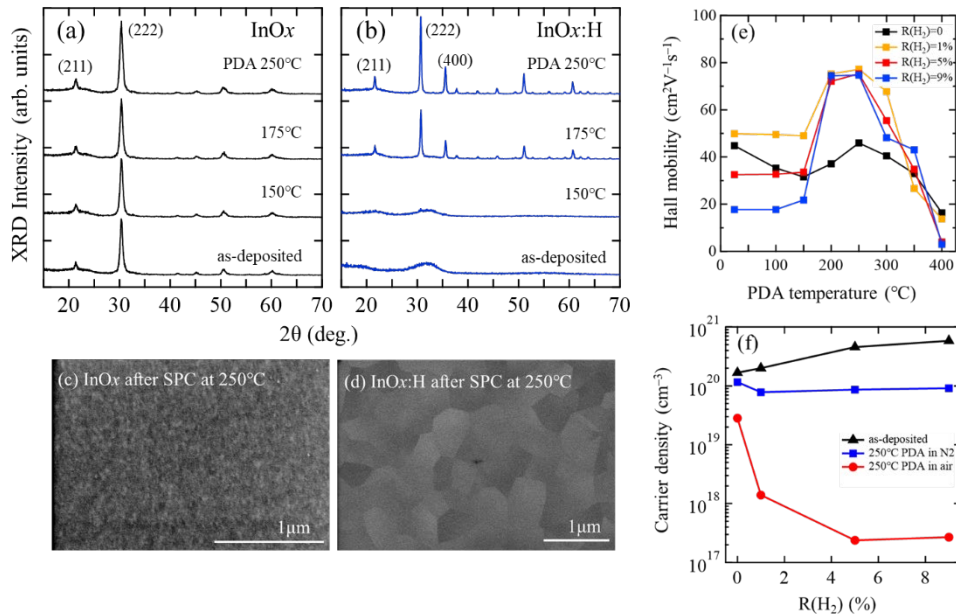 (a)
InOx
(222)
(211)
PDA 250°C
175°C
150°C
as-deposited
XRD Intensity (arb. units)
20
30
40
50
60
70
(b)
InOx:H
(222)
(211)
(400)
PDA 250°C
175°C
150°C
as-deposited
20
30
40
50
60
70
2θ (deg.)
(c) InOx after SPC at 250°C
1μm
(d) InOx:H after SPC at 250°C
1μm
(e)
R(H₂)=0
R(H₂)=1%
R(H₂)=5%
R(H₂)=9%
Hall mobility (cm²V⁻¹s⁻¹)
100
80
60
40
20
0
0
50
100
150
200
250
300
350
400
PDA temperature (°C)
(f)
Carrier density (cm⁻³)
10²¹
10²⁰
10¹⁹
10¹⁸
10¹⁷
as-deposited
250°C PDA in N2
250°C PDA in air
0
2
4
6
8
R(H₂) (%)